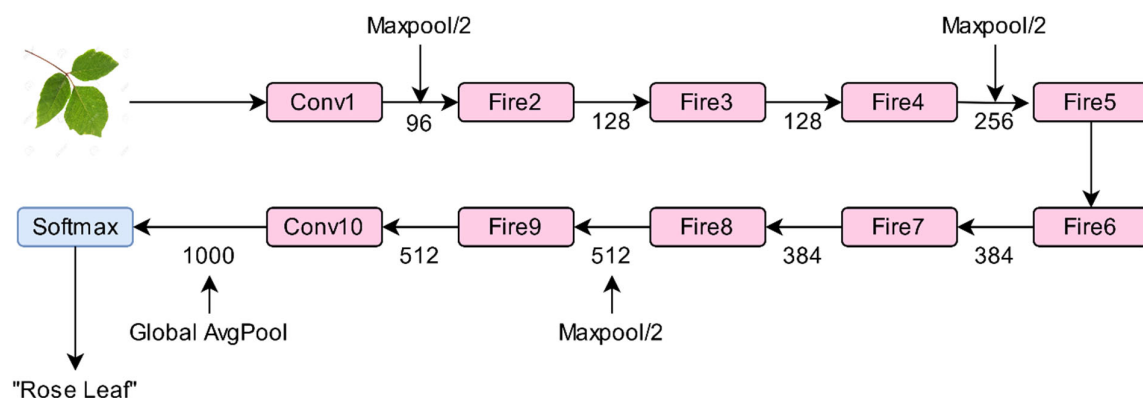 Maxpool/2
Maxpool/2
Conv1
Fire2
Fire3
Fire4
Fire5
96
128
128
256
Softmax
Conv10
Fire9
Fire8
Fire7
Fire6
1000
512
512
384
384
Global AvgPool
Maxpool/2
"Rose Leaf"